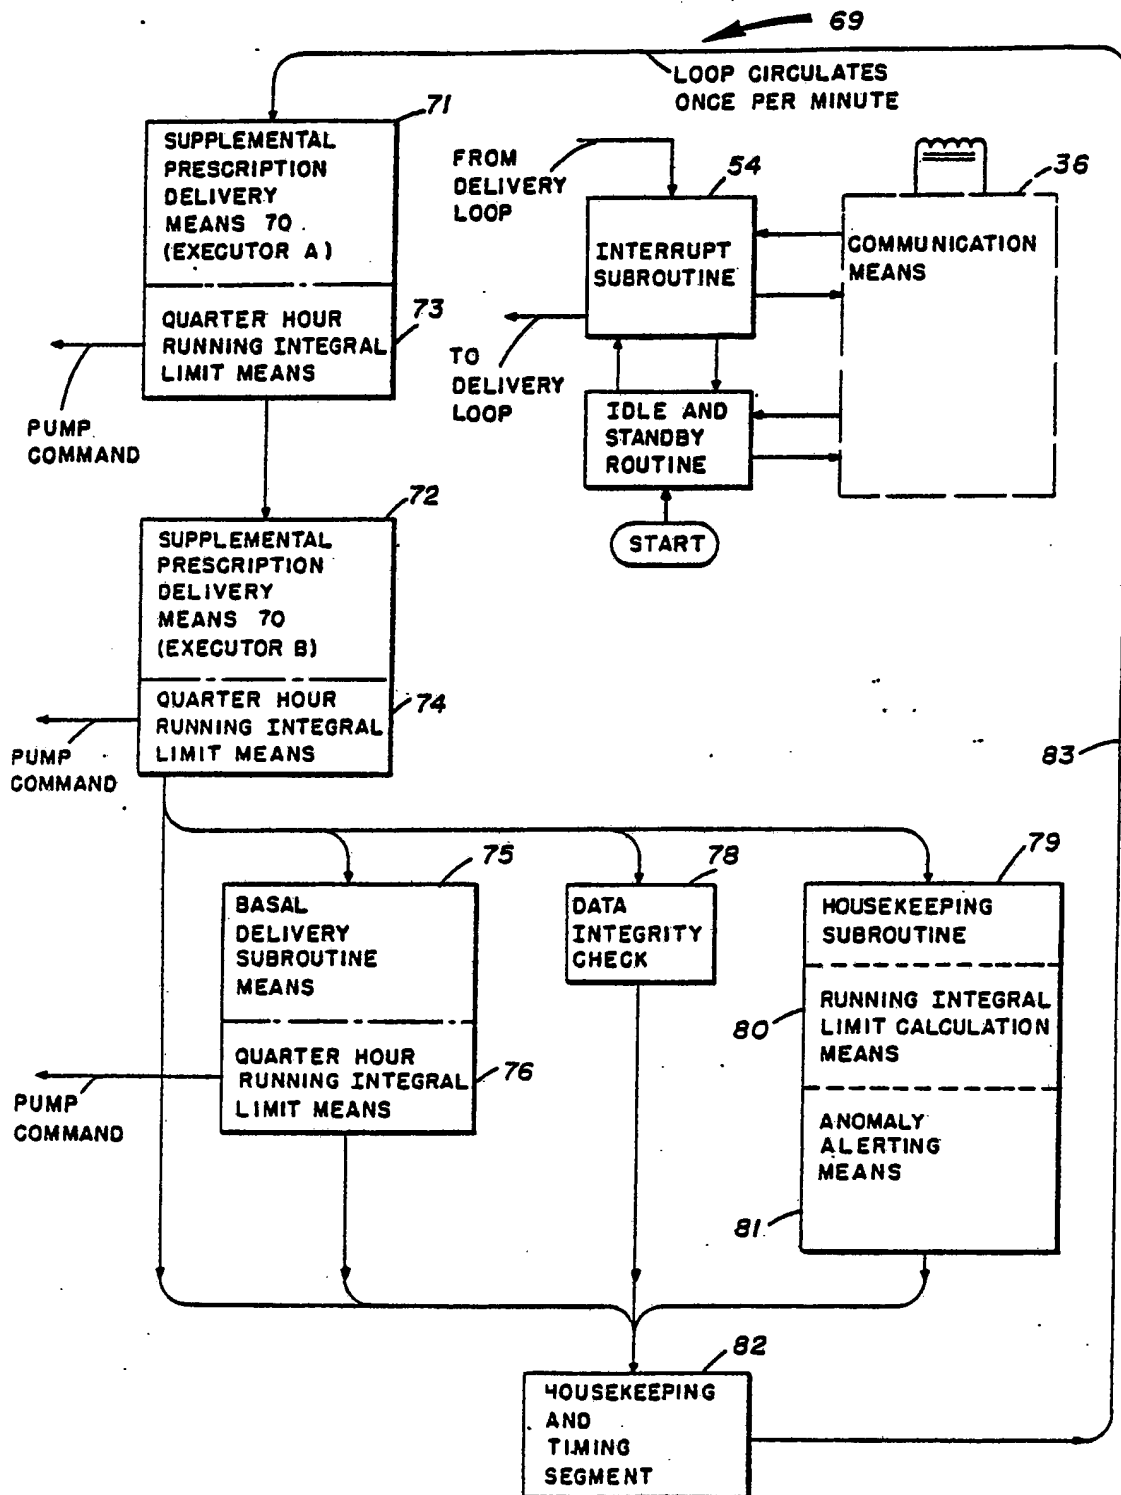 69
LOOP CIRCULATES
ONCE PER MINUTE
71
SUPPLEMENTAL
PRESCRIPTION
DELIVERY
MEANS 70
(EXECUTOR A)
73
QUARTER HOUR
RUNNING INTEGRAL
LIMIT MEANS
PUMP
COMMAND
FROM
DELIVERY
LOOP
54
INTERRUPT
SUBROUTINE
36
COMMUNICATION
MEANS
TO
DELIVERY
LOOP
IDLE AND
STANDBY
ROUTINE
START
72
SUPPLEMENTAL
PRESCRIPTION
DELIVERY
MEANS 70
(EXECUTOR B)
QUARTER HOUR
RUNNING INTEGRAL
LIMIT MEANS
74
PUMP
COMMAND
83
75
BASAL
DELIVERY
SUBROUTINE
MEANS
QUARTER HOUR
RUNNING INTEGRAL
LIMIT MEANS
76
PUMP
COMMAND
78
DATA
INTEGRITY
CHECK
79
HOUSEKEEPING
SUBROUTINE
80
RUNNING INTEGRAL
LIMIT CALCULATION
MEANS
ANOMALY
ALERTING
MEANS
81
82
HOUSEKEEPING
AND
TIMING
SEGMENT